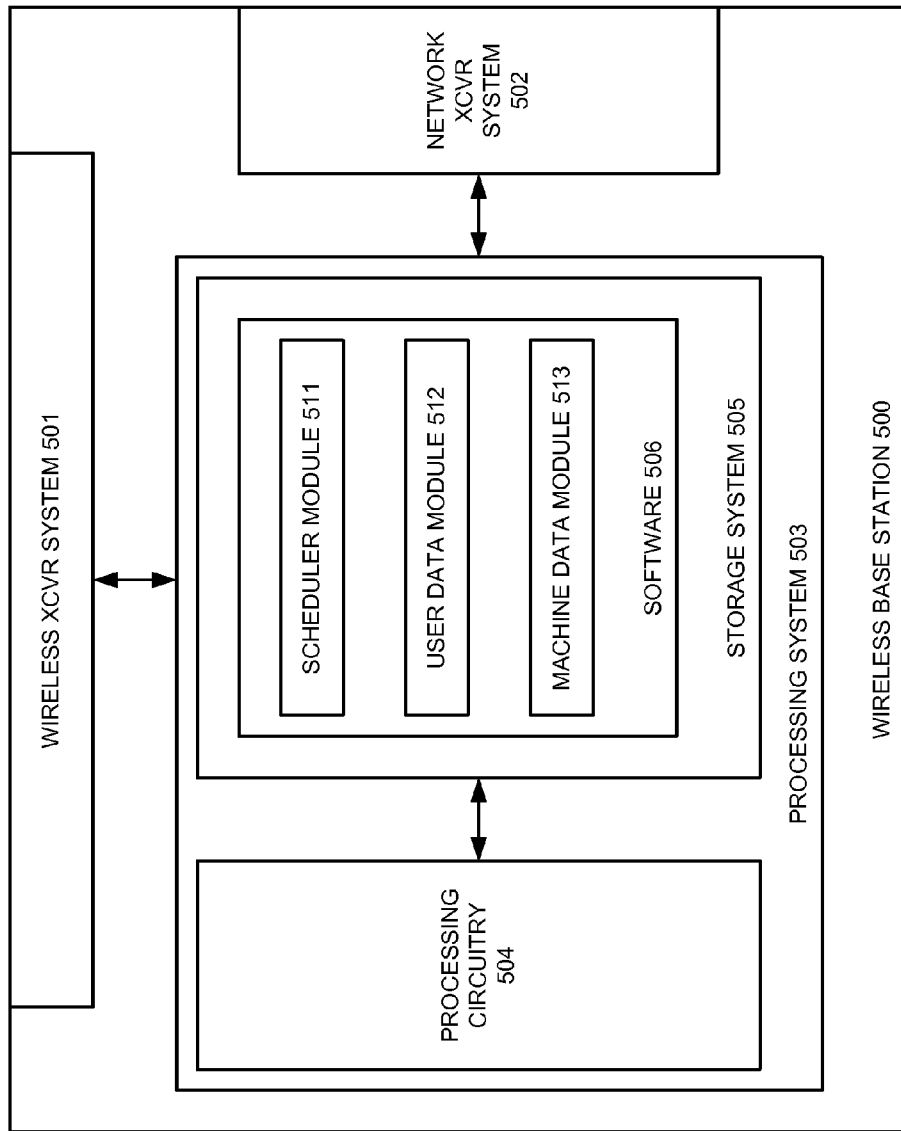 WIRELESS XCVR SYSTEM 501
PROCESSING
CIRCUITRY
504
SCHEDULER MODULE 511
USER DATA MODULE 512
MACHINE DATA MODULE 513
SOFTWARE 506
STORAGE SYSTEM 505
PROCESSING SYSTEM 503
NETWORK
XCVR
SYSTEM
502
WIRELESS BASE STATION 500